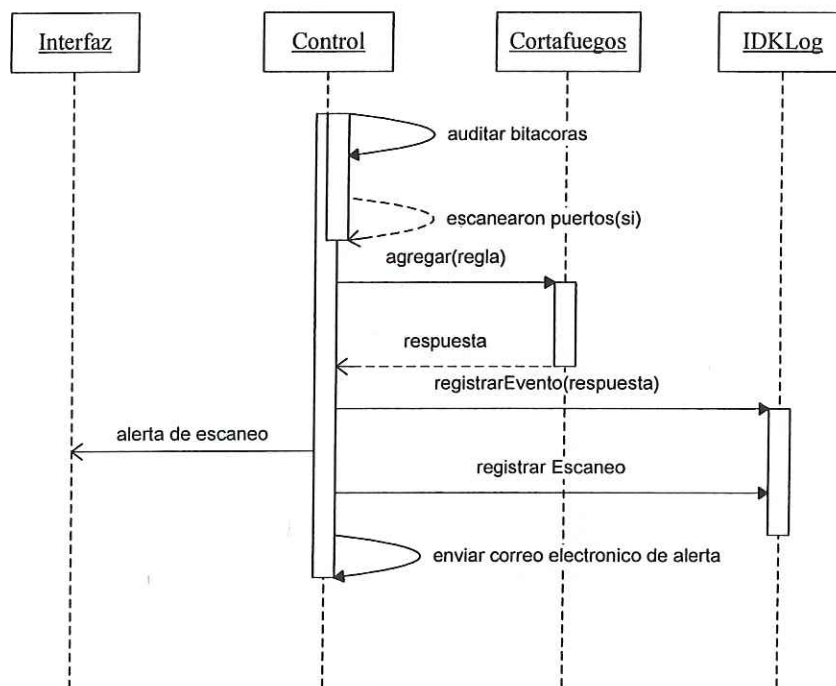 Interfaz
Control
Cortafuegos
IDKLog
auditar bitacoras
escanearon puertos(si)
agregar(regla)
respuesta
registrarEvento(respuesta)
alerta de escaneo
registrar Escaneo
enviar correo electronico de alerta